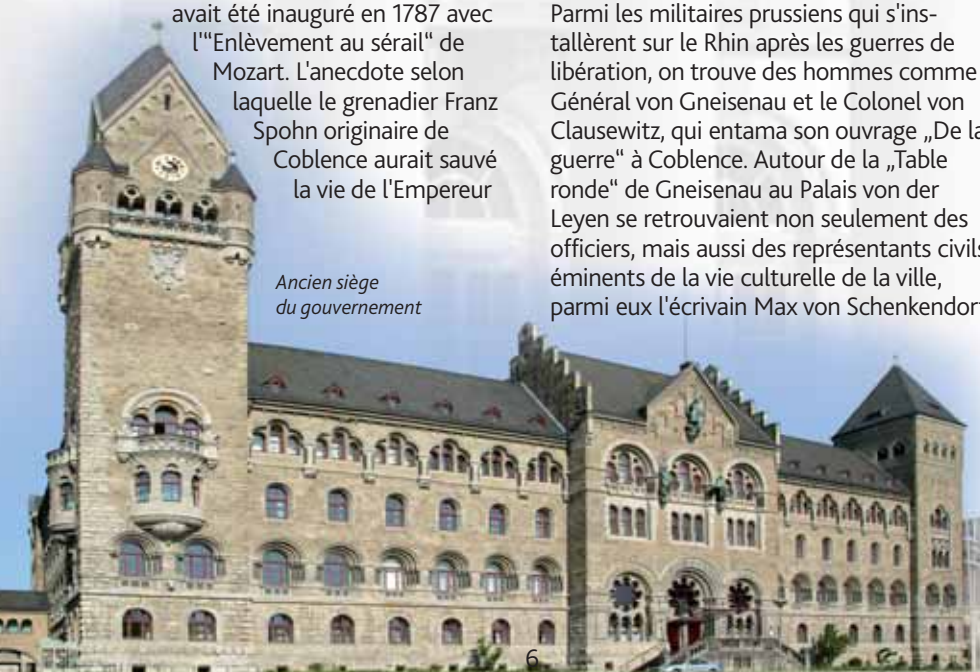 avait été inauguré en 1787 avec
l'"Enlèvement au sérail" de
Mozart. L'anecdote selon
laquelle le grenadier Franz
Spohn originaire de
Coblence aurait sauvé
la vie de l'Empereur
Ancien siège
du gouvernement
Parmi les militaires prussiens qui s'ins-
tallèrent sur le Rhin après les guerres de
libération, on trouve des hommes comme
Général von Gneisenau et le Colonel von
Clausewitz, qui entama son ouvrage „De la
guerre“ à Coblence. Autour de la „Table
ronde“ de Gneisenau au Palais von der
Leyen se retrouvaient non seulement des
officiers, mais aussi des représentants civils
éminents de la vie culturelle de la ville,
parmi eux l'écrivain Max von Schenkendorf
6